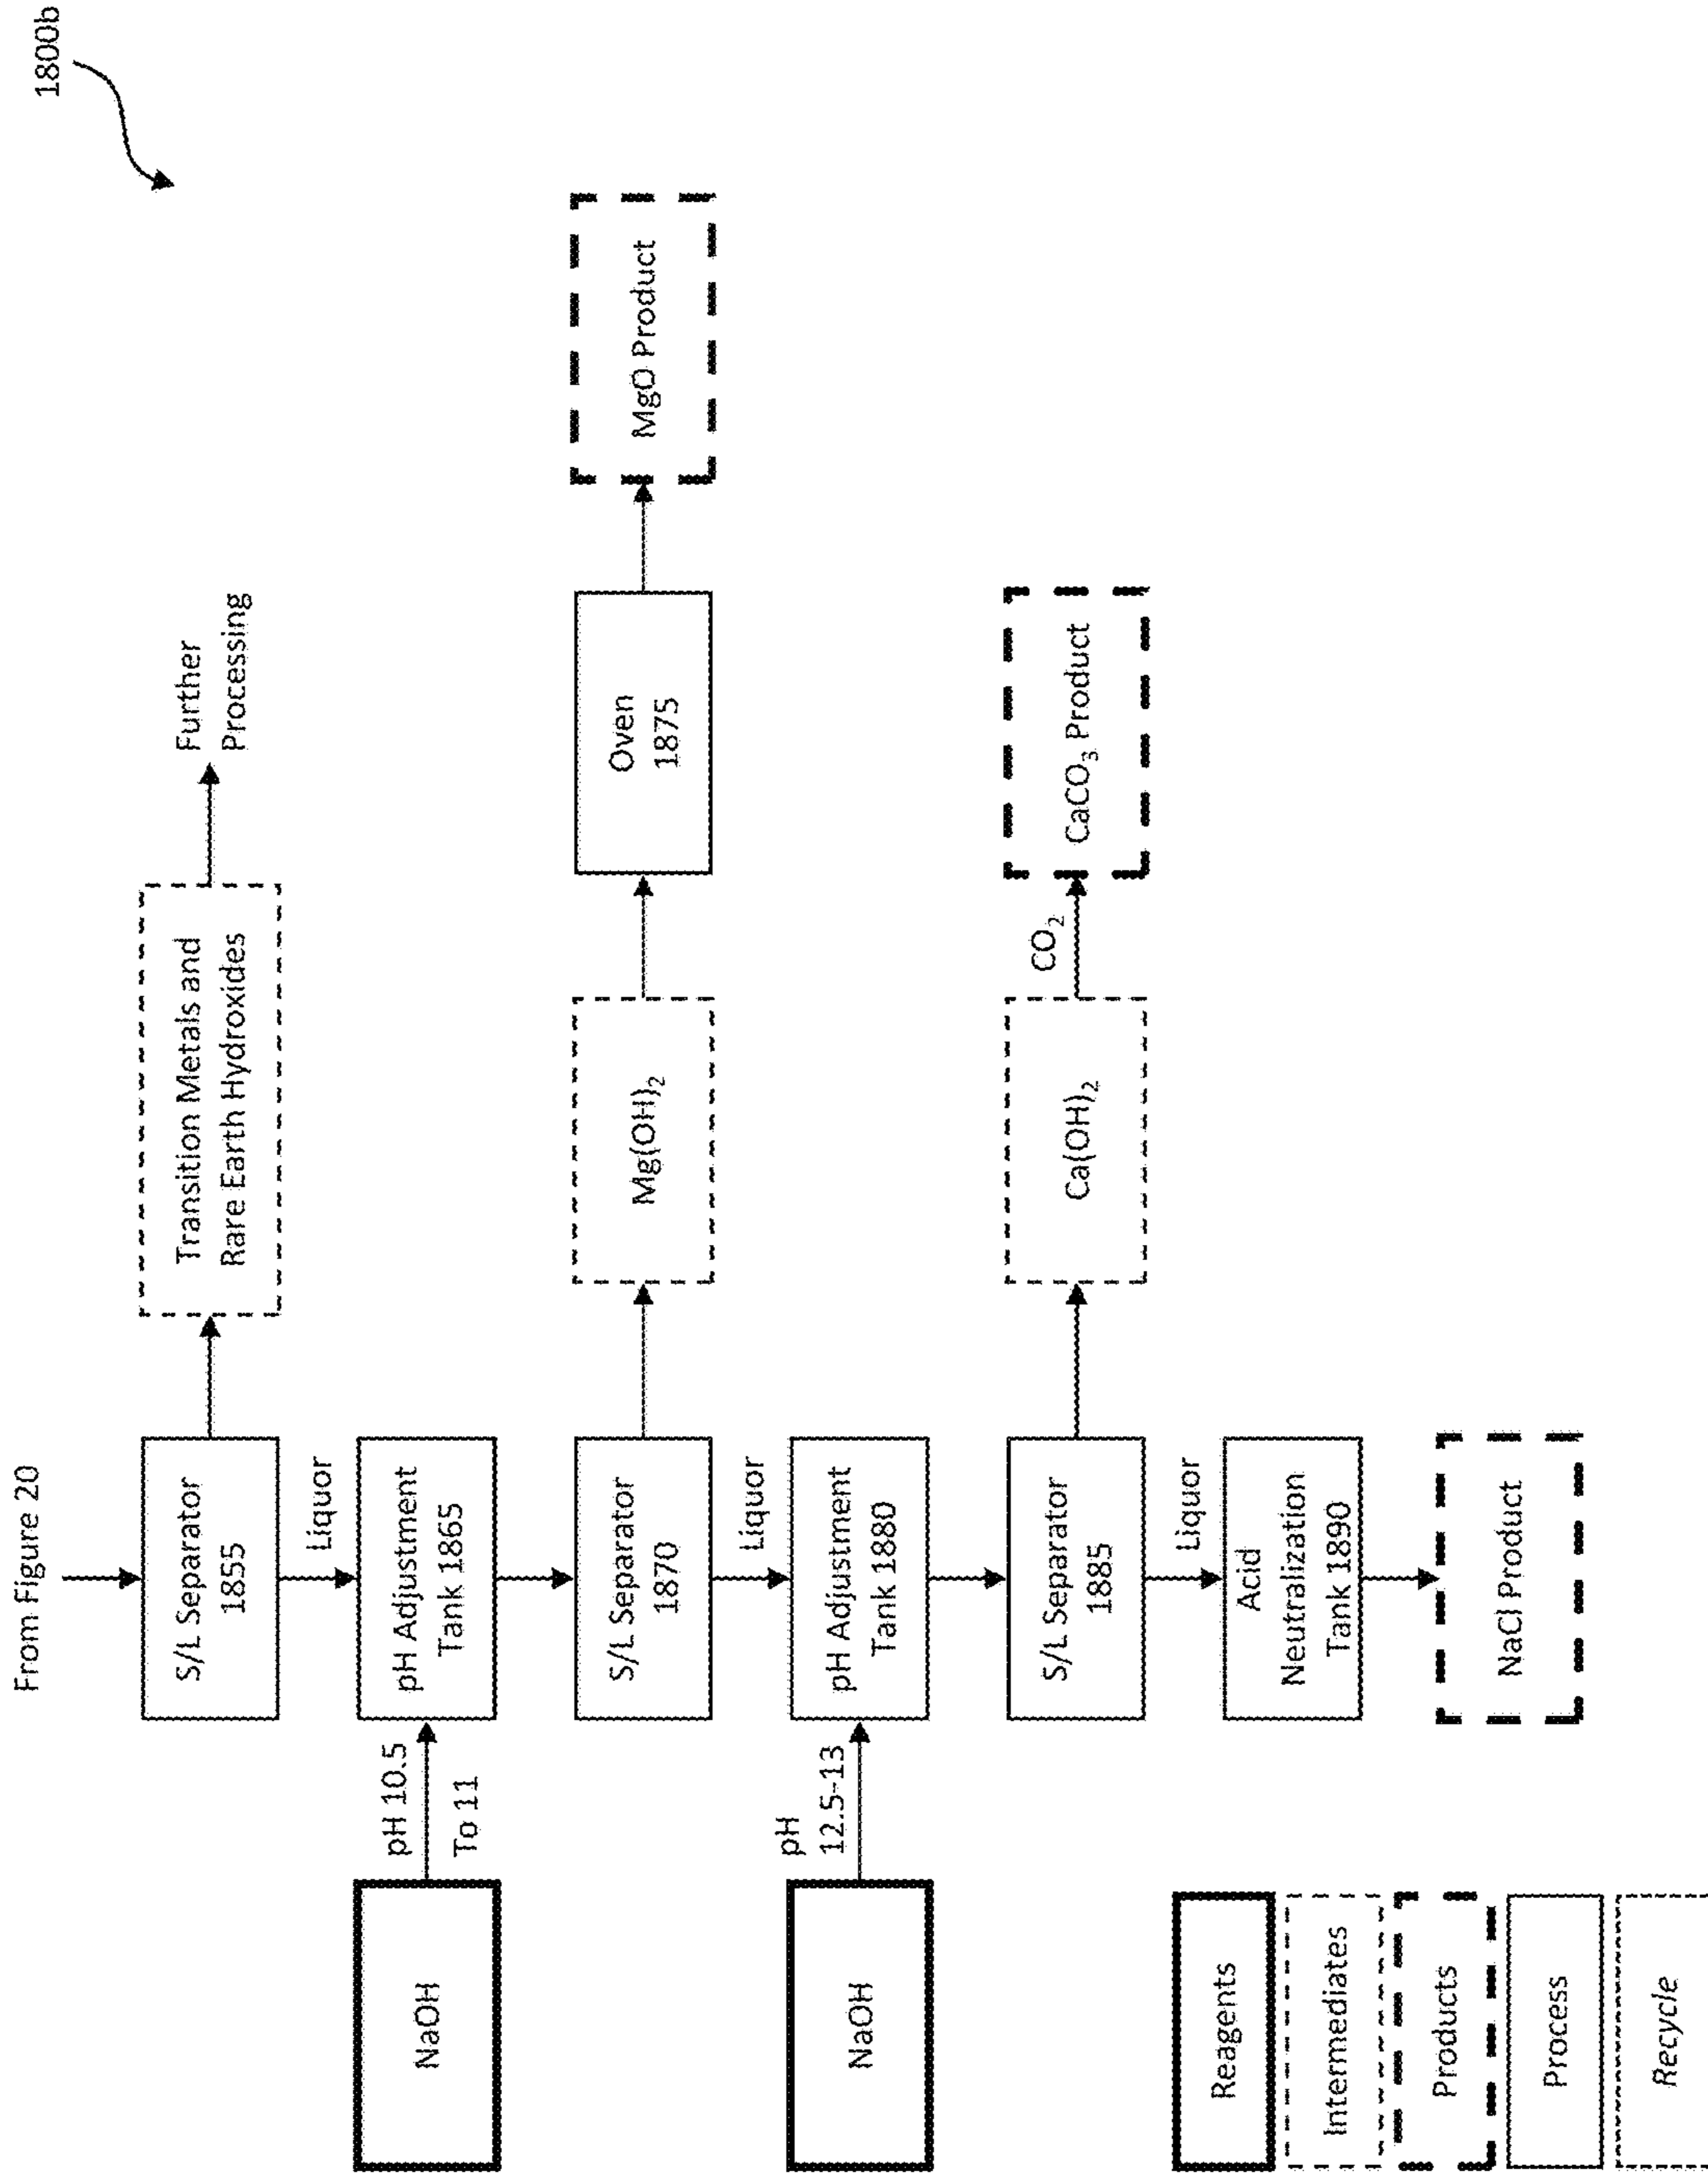 1800b
From Figure 20
S/L Separator
1855
Transition Metals and
Rare Earth Hydroxides
Further
Processing
Liquor
NaOH
pH 10.5
To 11
pH Adjustment
Tank 1865
S/L Separator
1870
Mg(OH)₂
Oven
1875
MgO Product
Liquor
NaOH
pH
12.5-13
pH Adjustment
Tank 1880
S/L Separator
1885
Ca(OH)₂
CO₂
CaCO₃ Product
Liquor
Acid
Neutralization
Tank 1890
NaCl Product
Reagents
Intermediates
Products
Process
Recycle